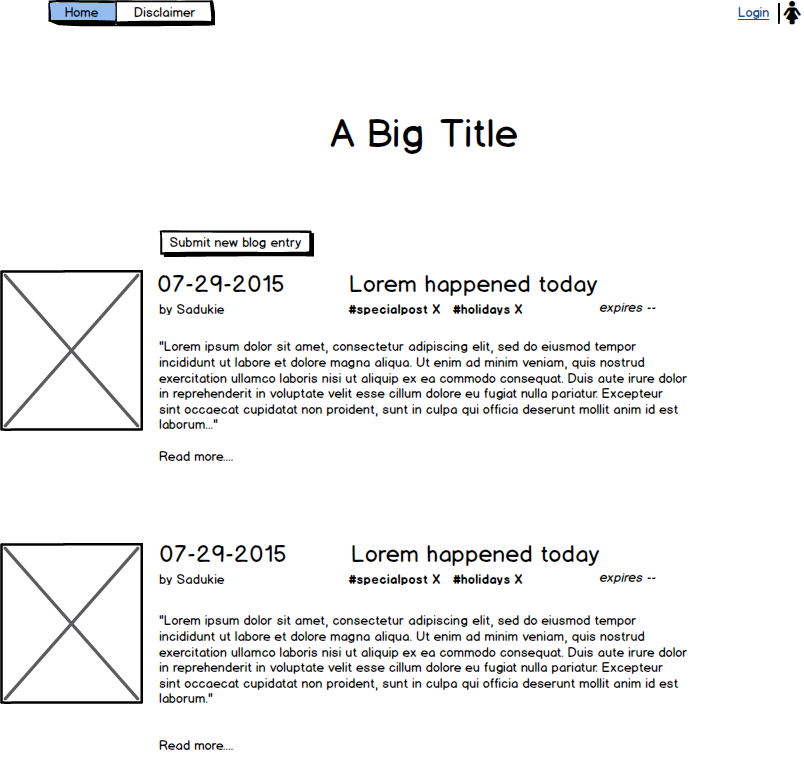 Home Disclaimer Login
A Big Title
Submit new blog entry
07-29-2015 Lorem happened today
by Sadukie #specialpost X #holidays X expires --
"Lorem ipsum dolor sit amet, consectetur adipiscing elit, sed do eiusmod tempor
incididunt ut labore et dolore magna aliqua. Ut enim ad minim veniam, quis nostrud
exercitation ullamco laboris nisi ut aliquip ex ea commodo consequat. Duis aute irure dolor
in reprehenderit in voluptate velit esse cillum dolore eu fugiat nulla pariatur. Excepteur
sint occaecat cupidatat non proident, sunt in culpa qui officia deserunt mollit anim id est
laborum..."
Read more....
07-29-2015 Lorem happened today
by Sadukie #specialpost X #holidays X expires --
"Lorem ipsum dolor sit amet, consectetur adipiscing elit, sed do eiusmod tempor
incididunt ut labore et dolore magna aliqua. Ut enim ad minim veniam, quis nostrud
exercitation ullamco laboris nisi ut aliquip ex ea commodo consequat. Duis aute irure dolor
in reprehenderit in voluptate velit esse cillum dolore eu fugiat nulla pariatur. Excepteur
sint occaecat cupidatat non proident, sunt in culpa qui officia deserunt mollit anim id est
laborum."
Read more....